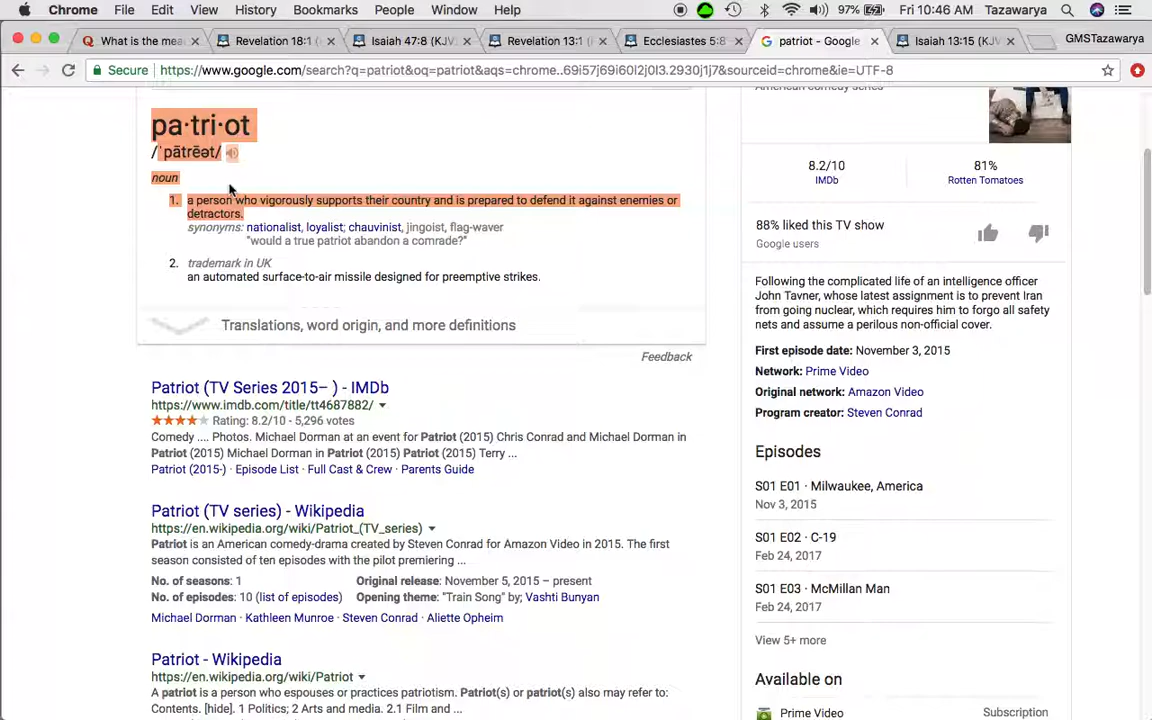 Chrome File Edit View History Bookmarks People Window Help 97% Fri 10:46 AM Tazawarya
What is the mea Revelation 18:1 ( Isaiah 47:8 (KJV Revelation 13:1 ( Ecclesiastes 5:8 patriot - Google Isaiah 13:15 (KJV GMSTazawarya
Secure https://www.google.com/search?q=patriot&oq=patriot&aqs=chrome..69i57j69i60l2j0l3.2930j1j7&sourceid=chrome&ie=UTF-8
pa·tri·ot
/ˈpātrēət/
noun
1. a person who vigorously supports their country and is prepared to defend it against enemies or
detractors.
synonyms: nationalist, loyalist; chauvinist, jingoist, flag-waver
"would a true patriot abandon a comrade?"
2. trademark in UK
an automated surface-to-air missile designed for preemptive strikes.
Translations, word origin, and more definitions
Feedback
Patriot (TV Series 2015– ) - IMDb
https://www.imdb.com/title/tt4687882/
Rating: 8.2/10 - 5,296 votes
Comedy .... Photos. Michael Dorman at an event for Patriot (2015) Chris Conrad and Michael Dorman in
Patriot (2015) Michael Dorman in Patriot (2015) Patriot (2015) Terry ...
Patriot (2015-) · Episode List · Full Cast & Crew · Parents Guide
Patriot (TV series) - Wikipedia
https://en.wikipedia.org/wiki/Patriot_(TV_series)
Patriot is an American comedy-drama created by Steven Conrad for Amazon Video in 2015. The first
season consisted of ten episodes with the pilot premiering ...
No. of seasons: 1 Original release: November 5, 2015 – present
No. of episodes: 10 (list of episodes) Opening theme: "Train Song" by; Vashti Bunyan
Michael Dorman · Kathleen Munroe · Steven Conrad · Aliette Opheim
Patriot - Wikipedia
https://en.wikipedia.org/wiki/Patriot
A patriot is a person who espouses or practices patriotism. Patriot(s) or patriot(s) also may refer to:
Contents. [hide]. 1 Politics; 2 Arts and media. 2.1 Film and ...
American comedy series
8.2/10 81%
IMDb Rotten Tomatoes
88% liked this TV show
Google users
Following the complicated life of an intelligence officer
John Tavner, whose latest assignment is to prevent Iran
from going nuclear, which requires him to forgo all safety
nets and assume a perilous non-official cover.
First episode date: November 3, 2015
Network: Prime Video
Original network: Amazon Video
Program creator: Steven Conrad
Episodes
S01 E01 · Milwaukee, America
Nov 3, 2015
S01 E02 · C-19
Feb 24, 2017
S01 E03 · McMillan Man
Feb 24, 2017
View 5+ more
Available on
Prime Video Subscription